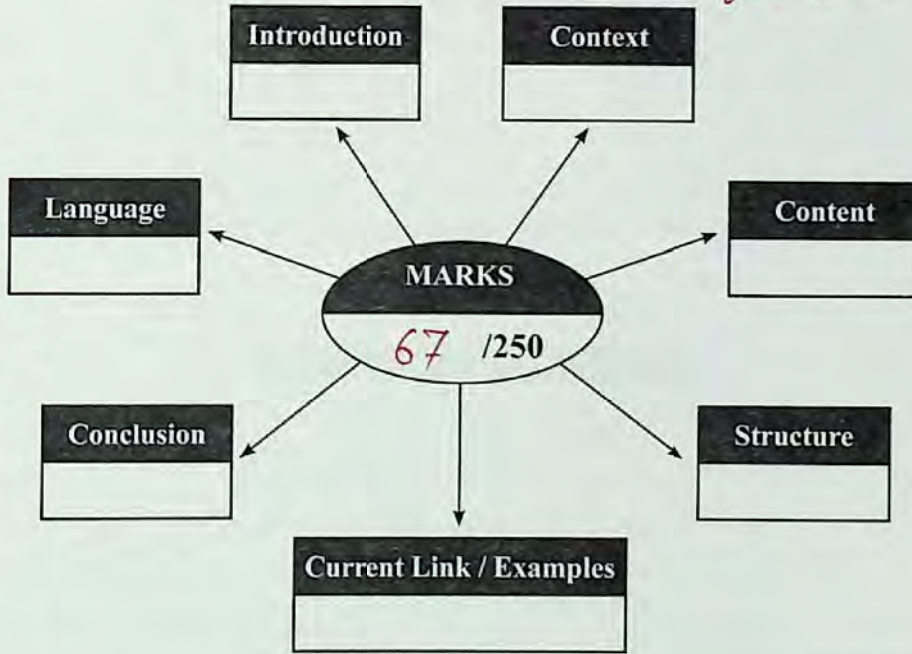 Introduction
Context
Language
Content
MARKS
67 /250
Conclusion
Structure
Current Link / Examples